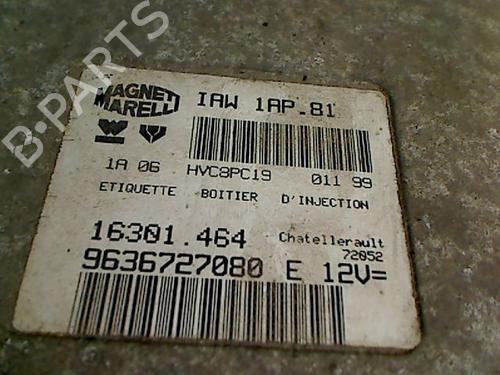 MAGNETI
MARELLI
IAW 1AP.81
1A 06 HVC8PC19 011 99
ETIQUETTE BOITIER D'INJECTION
16301.464 Chatellerault
72052
9636727080 E 12V=
B-PARTS